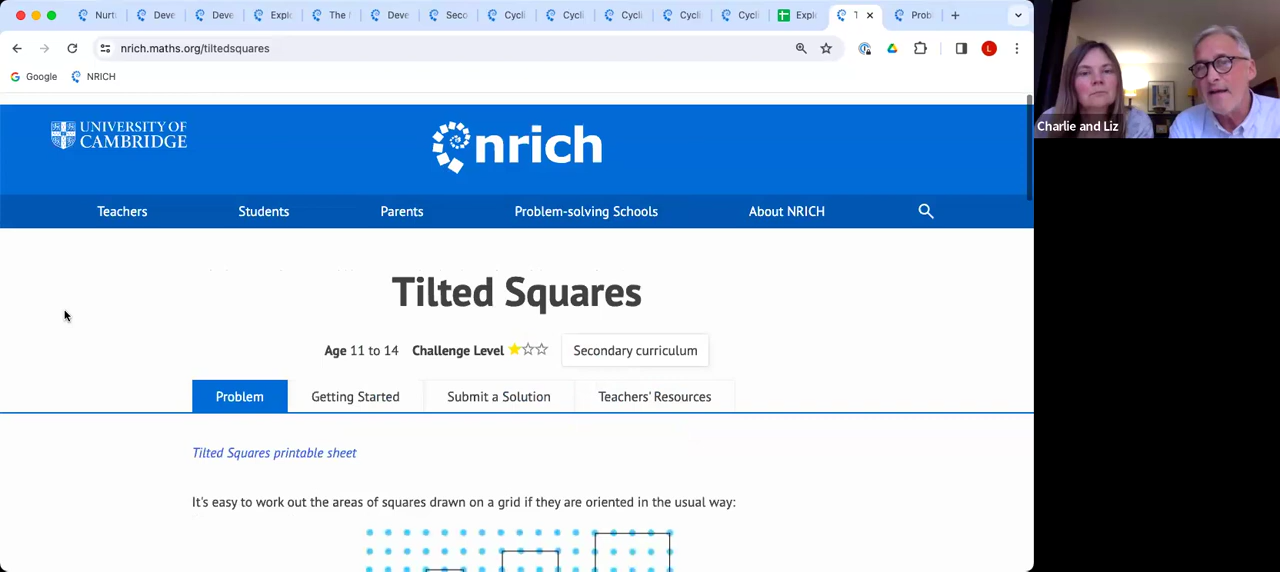 Nurt
Deve
Deve
Explo
The I
Deve
Seco
Cycli
Cycli
Cycli
Cycli
Cycli
Explo
T
Prob
nrich.maths.org/tiltedsquares
L
Google
NRICH
Charlie and Liz
UNIVERSITY OF
CAMBRIDGE
nrich
Teachers Students Parents Problem-solving Schools About NRICH
Tilted Squares
Age 11 to 14 Challenge Level
Secondary curriculum
Problem Getting Started Submit a Solution Teachers' Resources
Tilted Squares printable sheet
It's easy to work out the areas of squares drawn on a grid if they are oriented in the usual way: